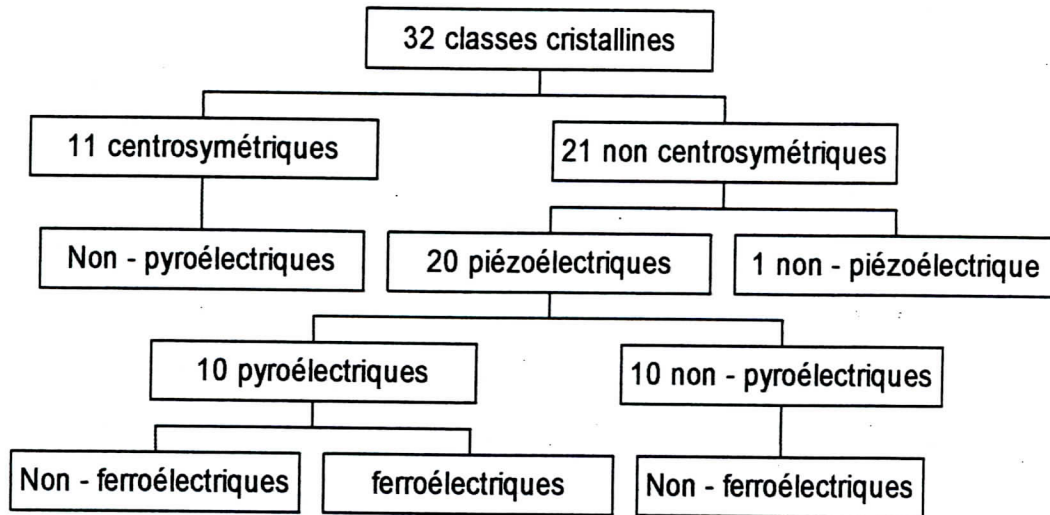 32 classes cristallines
11 centrosymétriques
21 non centrosymétriques
Non - pyroélectriques
20 piézoélectriques
1 non - piézoélectrique
10 pyroélectriques
10 non - pyroélectriques
Non - ferroélectriques
ferroélectriques
Non - ferroélectriques